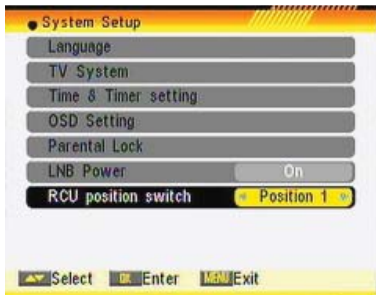 System Setup
Language
TV System
Time & Timer setting
OSD Setting
Parental Lock
LNB Power On
RCU position switch Position 1
Select OK Enter MENU Exit